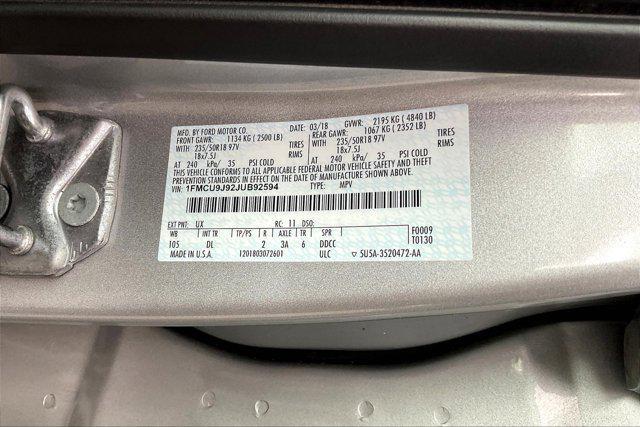 MFD. BY FORD MOTOR CO. DATE: 03/18 GVWR: 2195 KG ( 4840 LB)
FRONT GAWR: 1134 KG ( 2500 LB) REAR GAWR: 1067 KG ( 2352 LB)
WITH 235/50R18 97V TIRES WITH 235/50R18 97V TIRES
18x7.5J RIMS 18x7.5J RIMS
AT 240 kPa/ 35 PSI COLD AT 240 kPa/ 35 PSI COLD
THIS VEHICLE CONFORMS TO ALL APPLICABLE FEDERAL MOTOR VEHICLE SAFETY AND THEFT
PREVENTION STANDARDS IN EFFECT ON THE DATE OF MANUFACTURE SHOWN ABOVE.
VIN: 1FMCU9J92JUB92594 TYPE: MPV
EXT PNT: UX RC: 11 DSO: F0009
WB INT TR TP/PS R AXLE TR SPR T0130
105 DL 2 3A 6 DDCC
MADE IN U.S.A. 1201803072601 ULC ▽ 5U5A-3520472-AA